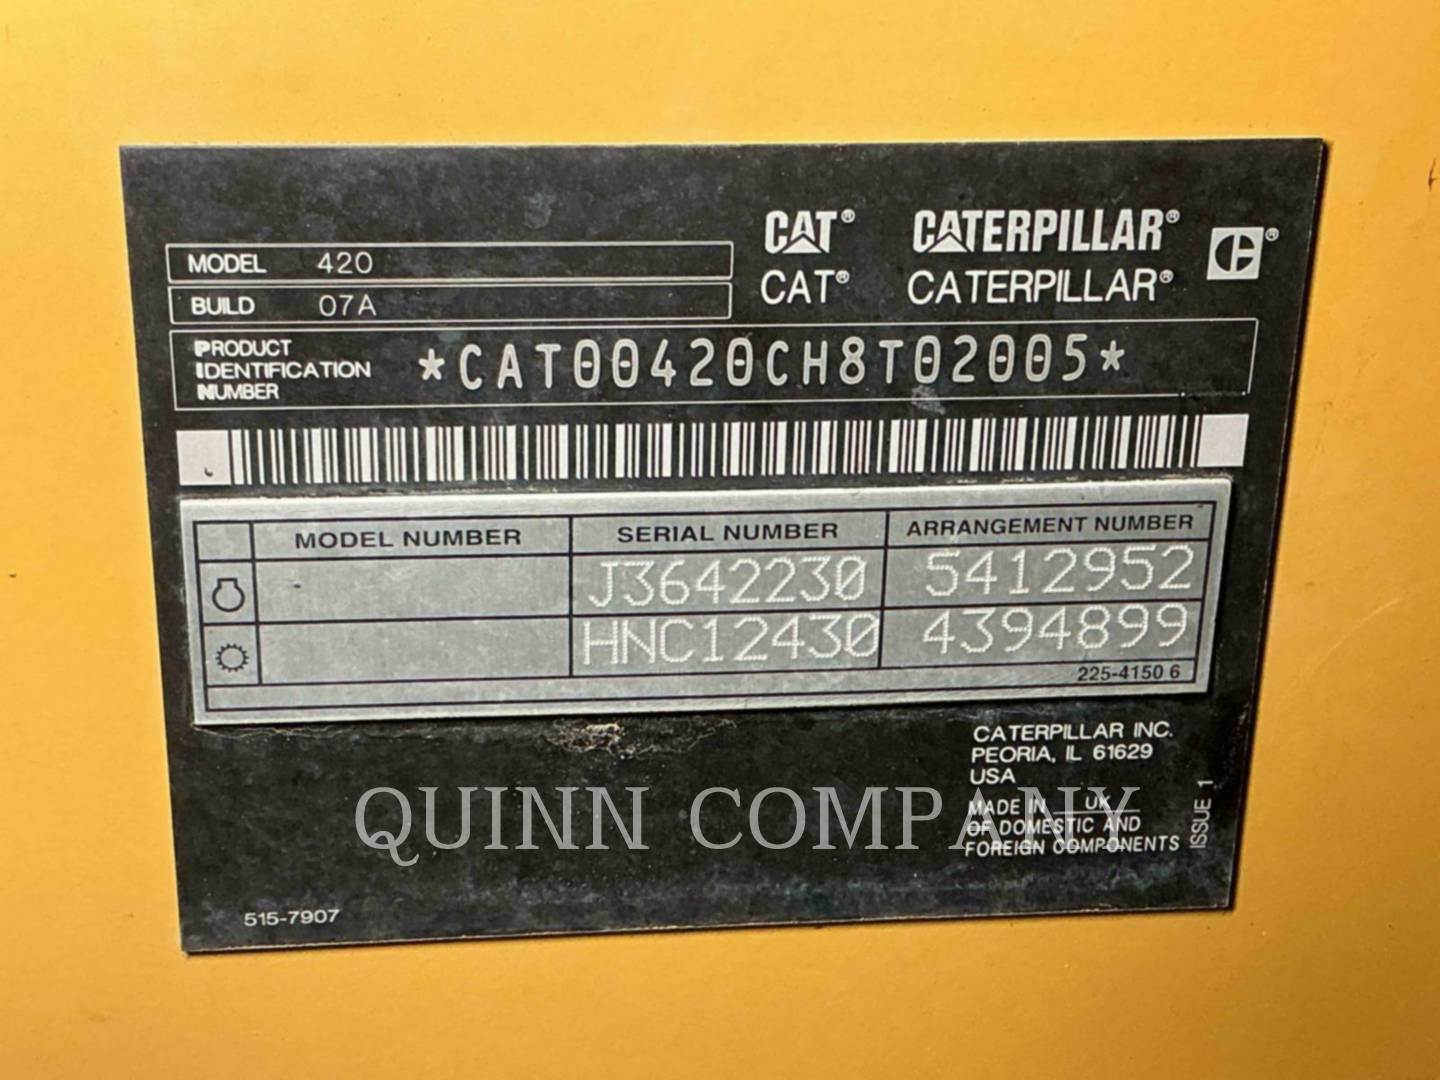 CAT® CATERPILLAR®
CAT® CATERPILLAR®
MODEL 420
BUILD 07A
PRODUCT
IDENTIFICATION
NUMBER
*CAT00420CH8T02005*
MODEL NUMBER SERIAL NUMBER ARRANGEMENT NUMBER
J3642230 5412952
HNC12430 4394899
225-4150 6
CATERPILLAR INC.
PEORIA, IL 61629
USA
MADE IN UK
OF DOMESTIC AND
FOREIGN COMPONENTS
ISSUE 1
QUINN COMPANY
515-7907